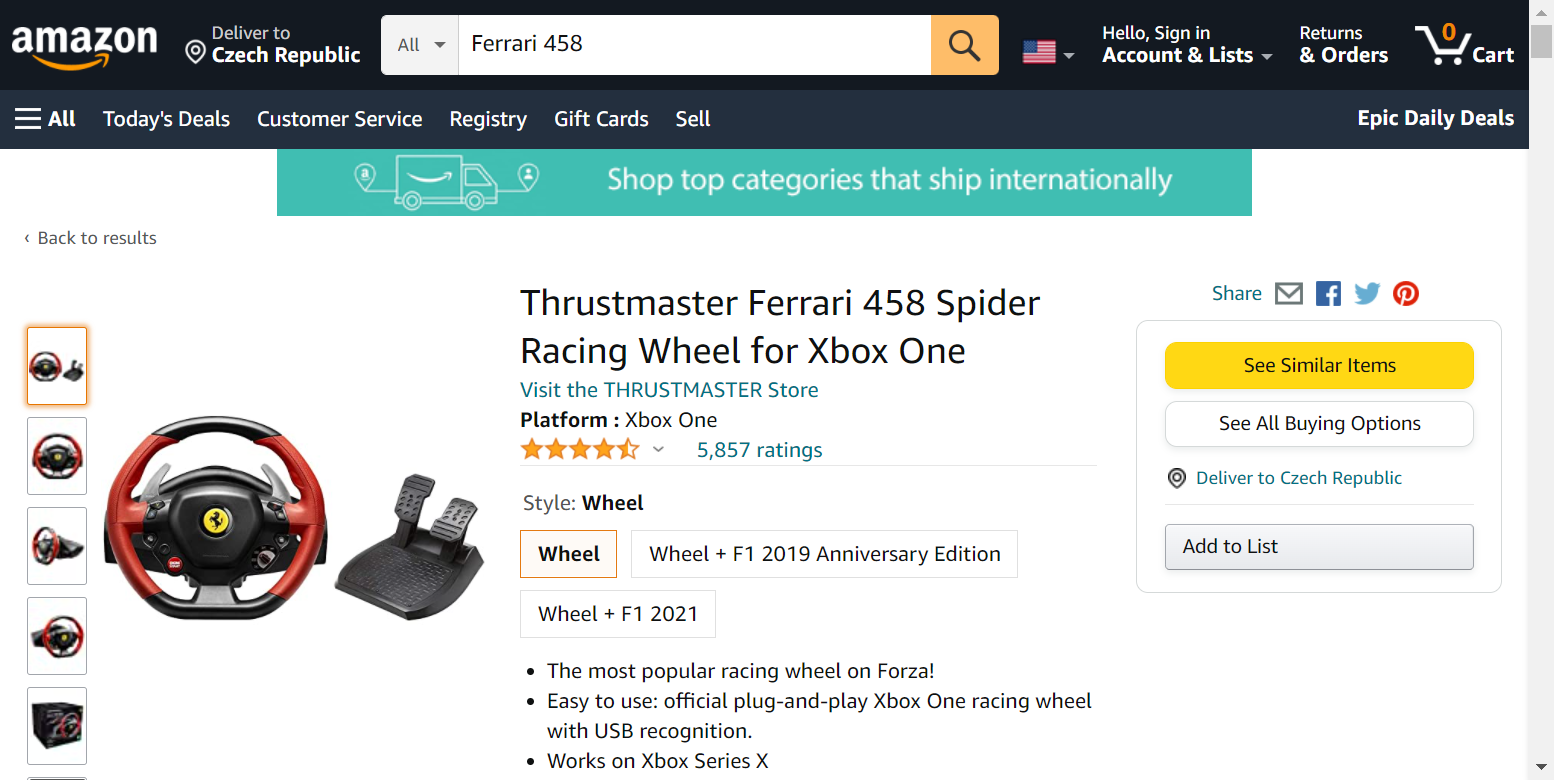 amazon
Deliver to
Czech Republic
All
Ferrari 458
Hello, Sign in
Account & Lists
Returns
& Orders
0
Cart
All
Today's Deals
Customer Service
Registry
Gift Cards
Sell
Epic Daily Deals
a
Shop top categories that ship internationally
‹ Back to results
Thrustmaster Ferrari 458 Spider
Racing Wheel for Xbox One
Visit the THRUSTMASTER Store
Platform : Xbox One
5,857 ratings
Style: Wheel
Wheel
Wheel + F1 2019 Anniversary Edition
Wheel + F1 2021
• The most popular racing wheel on Forza!
• Easy to use: official plug-and-play Xbox One racing wheel
with USB recognition.
• Works on Xbox Series X
Share
See Similar Items
See All Buying Options
Deliver to Czech Republic
Add to List